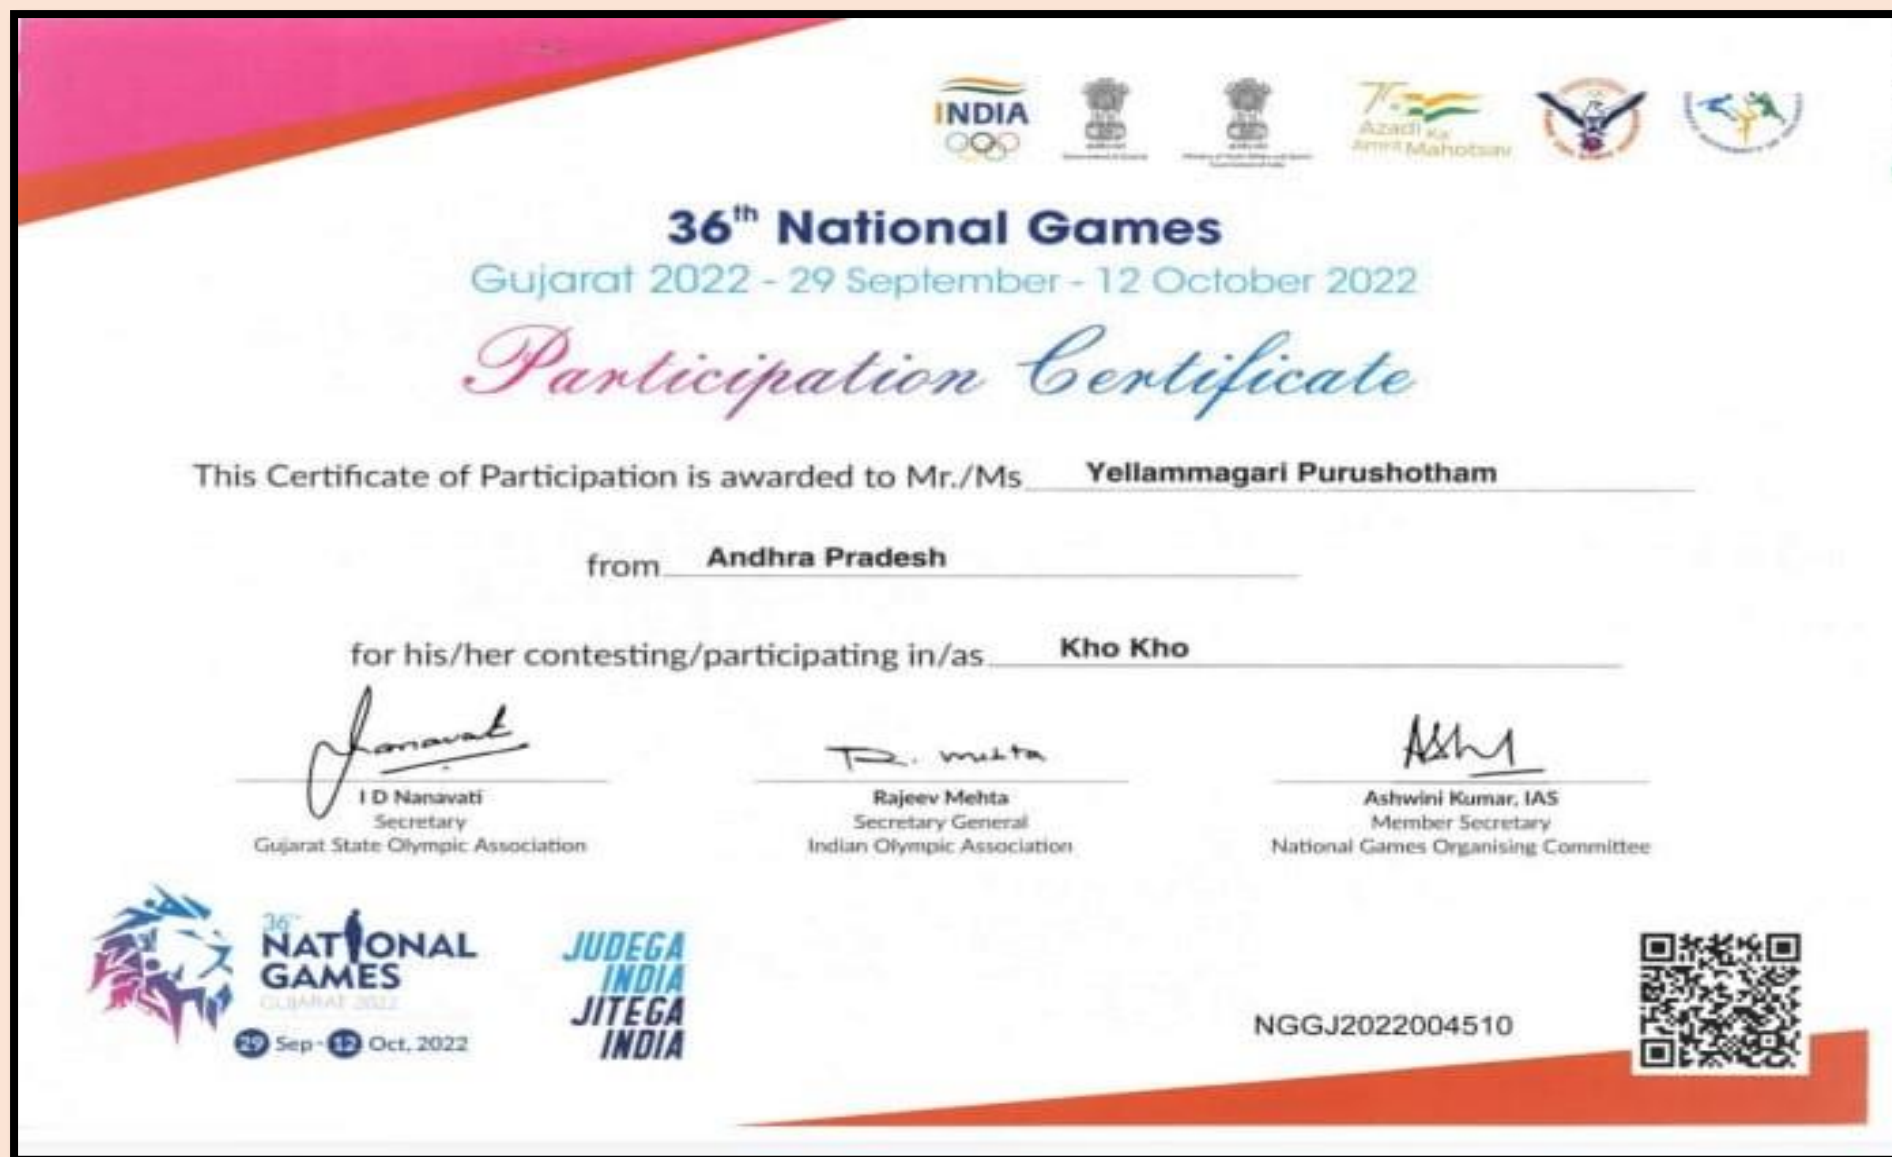 INDIA
75
Azadi Ka
Amrit Mahotsav
36th National Games
Gujarat 2022 - 29 September - 12 October 2022
Participation Certificate
This Certificate of Participation is awarded to Mr./Ms Yellammagari Purushotham
from Andhra Pradesh
for his/her contesting/participating in/as Kho Kho
I D Nanavati
Secretary
Gujarat State Olympic Association
R. Mehta
Rajeev Mehta
Secretary General
Indian Olympic Association
Ashwini Kumar, IAS
Member Secretary
National Games Organising Committee
36th
NATIONAL
GAMES
GUJARAT 2022
29 Sep - 12 Oct, 2022
JUDEGA
INDIA
JITEGA
INDIA
NGGJ2022004510